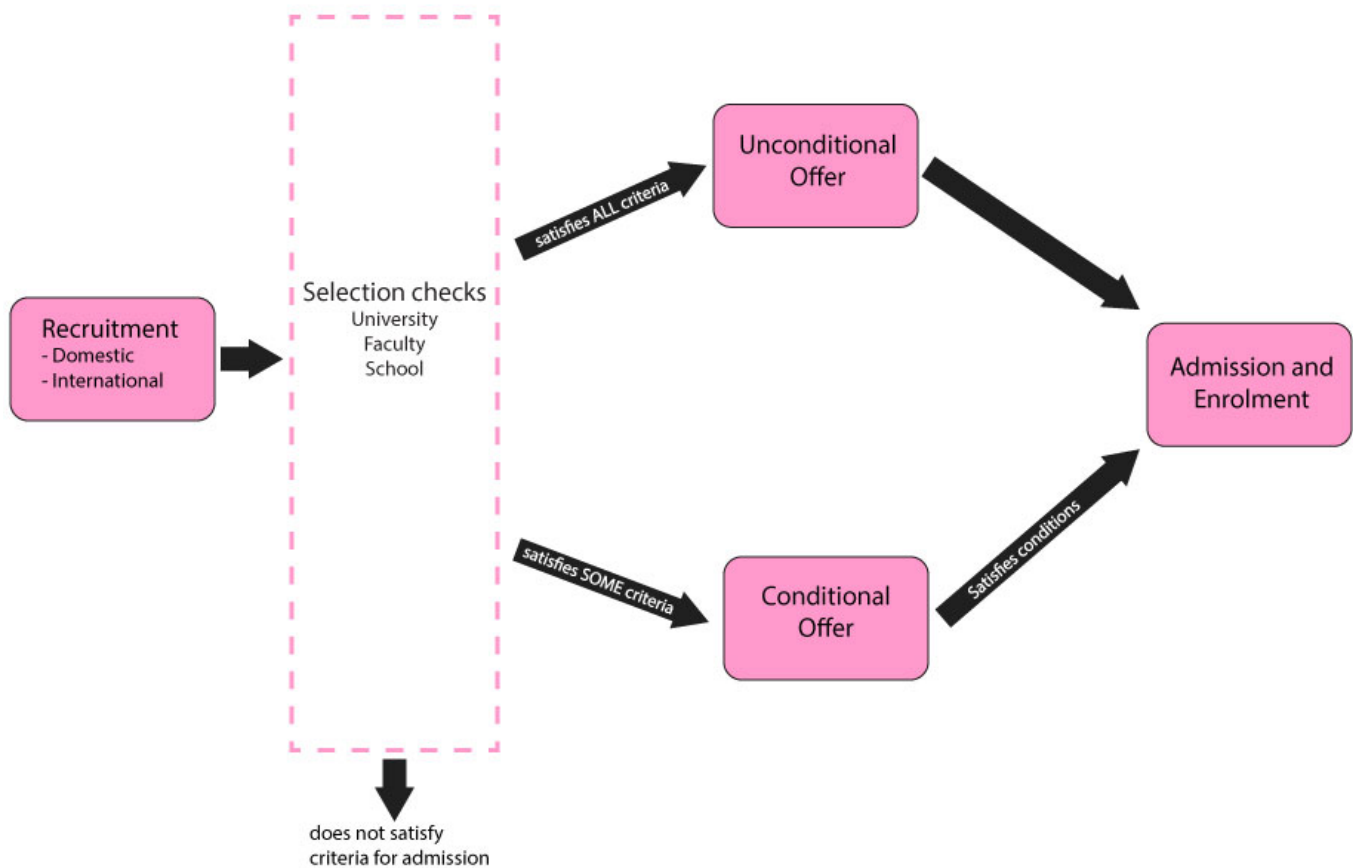 Recruitment
- Domestic
- International
Selection checks
University
Faculty
School
does not satisfy
criteria for admission
satisfies ALL criteria
Unconditional
Offer
satisfies SOME criteria
Conditional
Offer
Satisfies conditions
Admission and
Enrolment